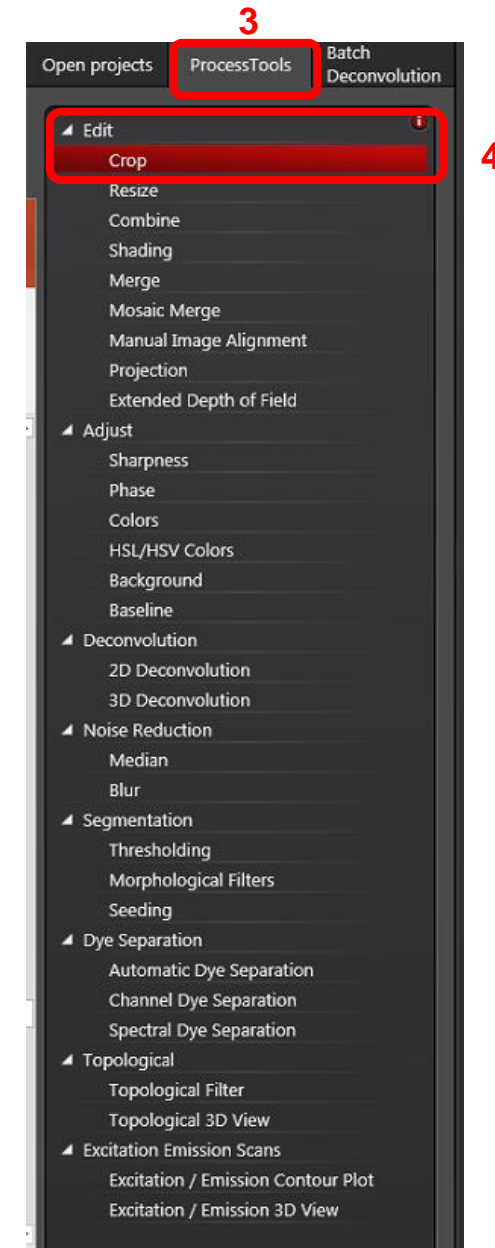 3
Open projects
ProcessTools
Batch
Deconvolution
Edit
4
Crop
Resize
Combine
Shading
Merge
Mosaic Merge
Manual Image Alignment
Projection
Extended Depth of Field
Adjust
Sharpness
Phase
Colors
HSL/HSV Colors
Background
Baseline
Deconvolution
2D Deconvolution
3D Deconvolution
Noise Reduction
Median
Blur
Segmentation
Thresholding
Morphological Filters
Seeding
Dye Separation
Automatic Dye Separation
Channel Dye Separation
Spectral Dye Separation
Topological
Topological Filter
Topological 3D View
Excitation Emission Scans
Excitation / Emission Contour Plot
Excitation / Emission 3D View